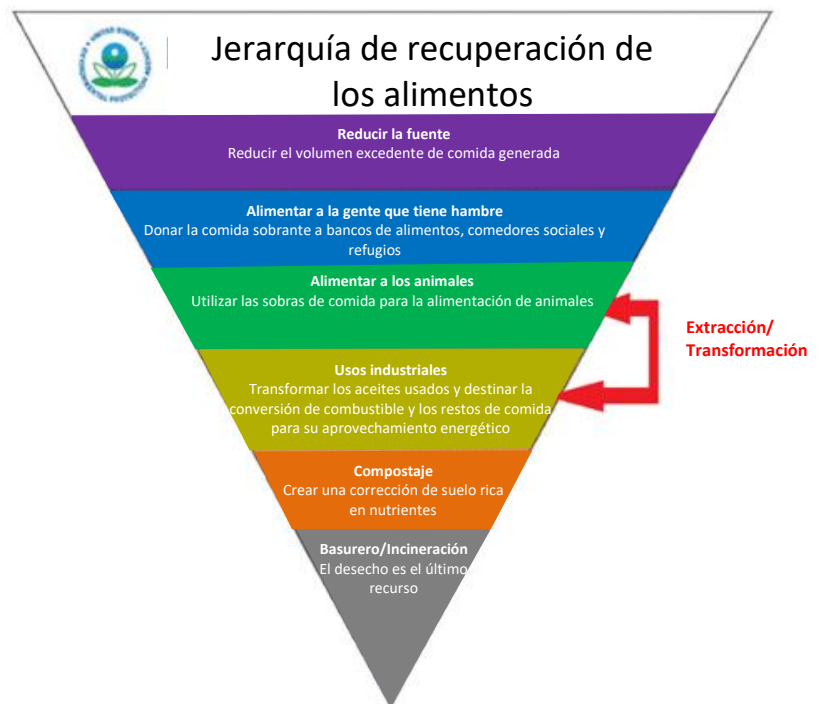 Jerarquía de recuperación de
los alimentos
Reducir la fuente
Reducir el volumen excedente de comida generada
Alimentar a la gente que tiene hambre
Donar la comida sobrante a bancos de alimentos, comedores sociales y
refugios
Alimentar a los animales
Utilizar las sobras de comida para la alimentación de animales
Extracción/
Transformación
Usos industriales
Transformar los aceites usados y destinar la
conversión de combustible y los restos de comida
para su aprovechamiento energético
Compostaje
Crear una corrección de suelo rica
en nutrientes
Basurero/Incineración
El desecho es el último
recurso